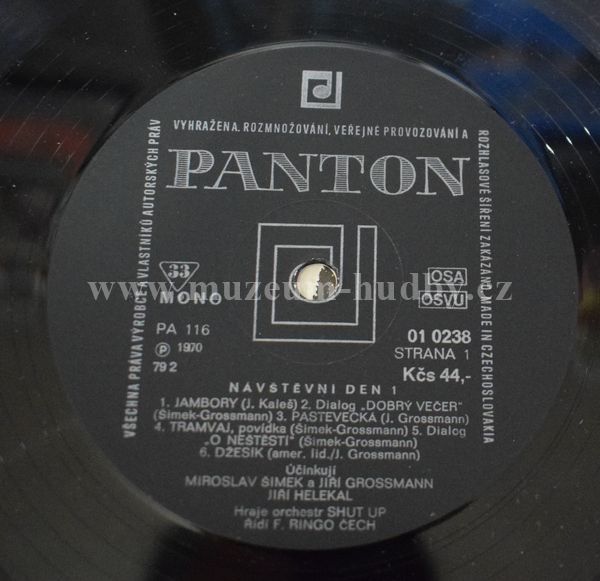 VYHRAŽENA. ROZMNOŽOVÁNÍ, VEŘEJNÉ PROVOZOVÁNÍ A
ROZHLASOVÉ ŠÍŘENÍ ZAKÁZÁNO. MADE IN CZECHOSLOVAKIA
VŠECHNA PRÁVA VÝROBCE A VLASTNÍKŮ AUTORSKÝCH PRÁV
PANTON
33
MONO
OSA
OSVU
www.muzeum-hudby.cz
PA 116
01 0238
Ⓟ 1970
STRANA 1
79 2
Kčs 44,-
NÁVŠTĚVNÍ DEN 1
1. JAMBORY (J. Kaleš) 2. Dialog „DOBRÝ VEČER"
(Šimek-Grossmann) 3. PASTEVECKÁ (J. Grossmann)
4. TRAMVAJ, povídka (Šimek-Grossmann) 5. Dialog
„O NEŠTĚSTÍ" (Šimek-Grossmann)
6. DŽESIK (amer. lid./J. Grossmann)
Účinkují
MIROSLAV ŠIMEK a JIŘÍ GROSSMANN
JIŘÍ HELEKAL
Hraje orchestr SHUT UP
Řídí F. RINGO ČECH